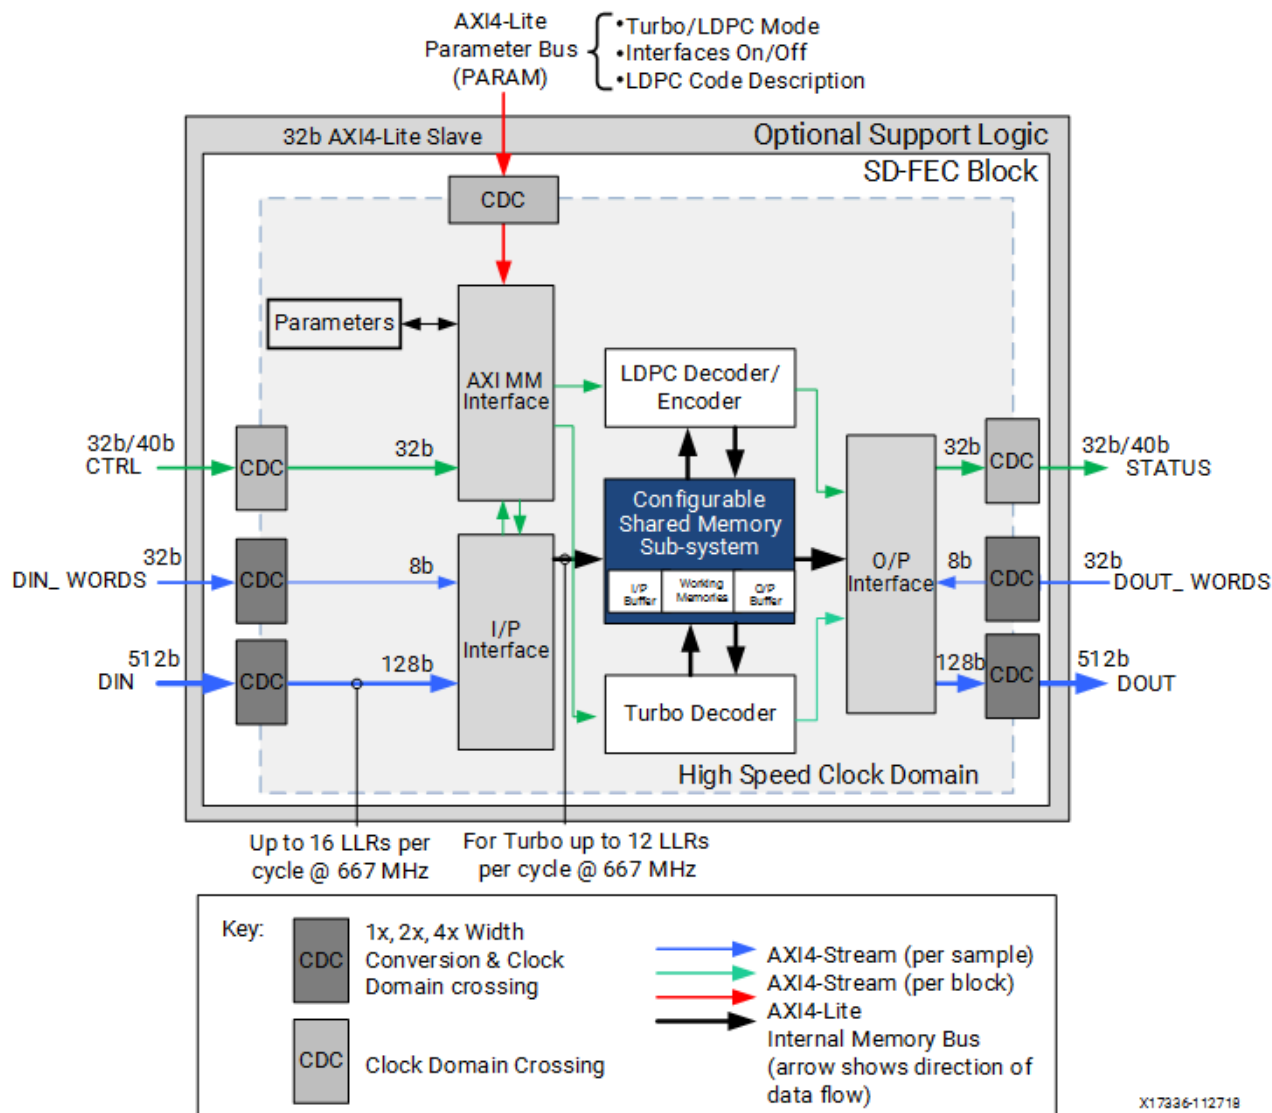 AXI4-Lite
Parameter Bus
(PARAM)
•Turbo/LDPC Mode
•Interfaces On/Off
•LDPC Code Description
32b AXI4-Lite Slave
Optional Support Logic
SD-FEC Block
CDC
Parameters
AXI MM
Interface
LDPC Decoder/
Encoder
32b/40b
CTRL
CDC
32b
Configurable
Shared Memory
Sub-system
I/P
Buffer
Working
Memories
O/P
Buffer
32b
CDC
32b/40b
STATUS
32b
DIN_ WORDS
CDC
8b
I/P
Interface
O/P
Interface
8b
CDC
32b
DOUT_ WORDS
512b
DIN
CDC
128b
Turbo Decoder
128b
CDC
512b
DOUT
High Speed Clock Domain
Up to 16 LLRs per
cycle @ 667 MHz
For Turbo up to 12 LLRs
per cycle @ 667 MHz
Key:
CDC
1x, 2x, 4x Width
Conversion & Clock
Domain crossing
CDC
Clock Domain Crossing
AXI4-Stream (per sample)
AXI4-Stream (per block)
AXI4-Lite
Internal Memory Bus
(arrow shows direction of
data flow)
X17336-112718